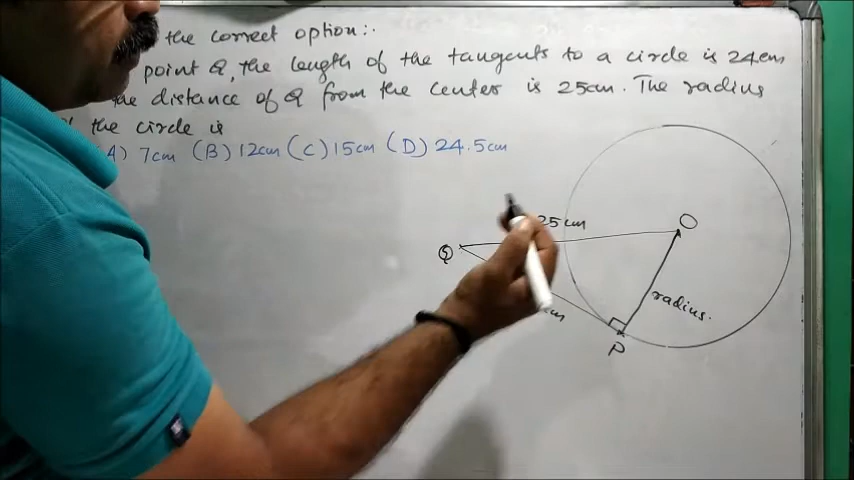 the correct option:.
point Q, the length of the tangents to a circle is 24cm
the distance of Q from the center is 25cm. The radius
the circle is
A) 7cm (B) 12cm (C) 15cm (D) 24.5cm
25cm
O
Q
radius.
cm
P